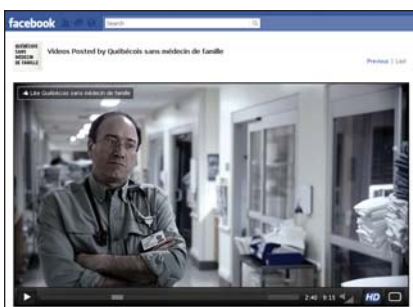 facebook
Search
QUÉBÉCOIS
SANS
MÉDECIN
DE FAMILLE
Videos Posted by Québécois sans médecin de famille
Previous | Last
Like Québécois sans médecin de famille
2:40 9:15 HD